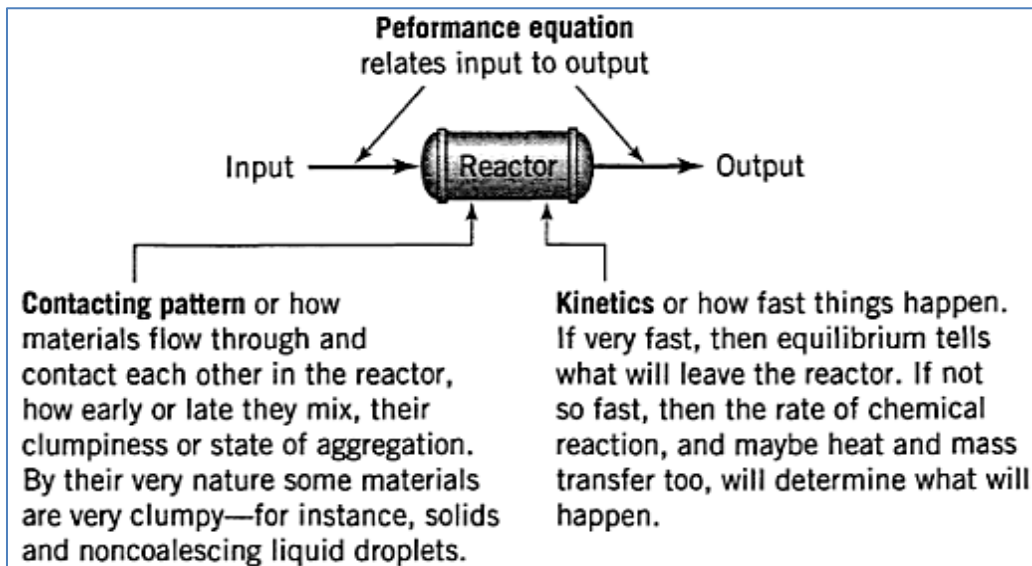 Peformance equation
relates input to output
Input
Reactor
Output
Contacting pattern or how
materials flow through and
contact each other in the reactor,
how early or late they mix, their
clumpiness or state of aggregation.
By their very nature some materials
are very clumpy—for instance, solids
and noncoalescing liquid droplets.
Kinetics or how fast things happen.
If very fast, then equilibrium tells
what will leave the reactor. If not
so fast, then the rate of chemical
reaction, and maybe heat and mass
transfer too, will determine what will
happen.